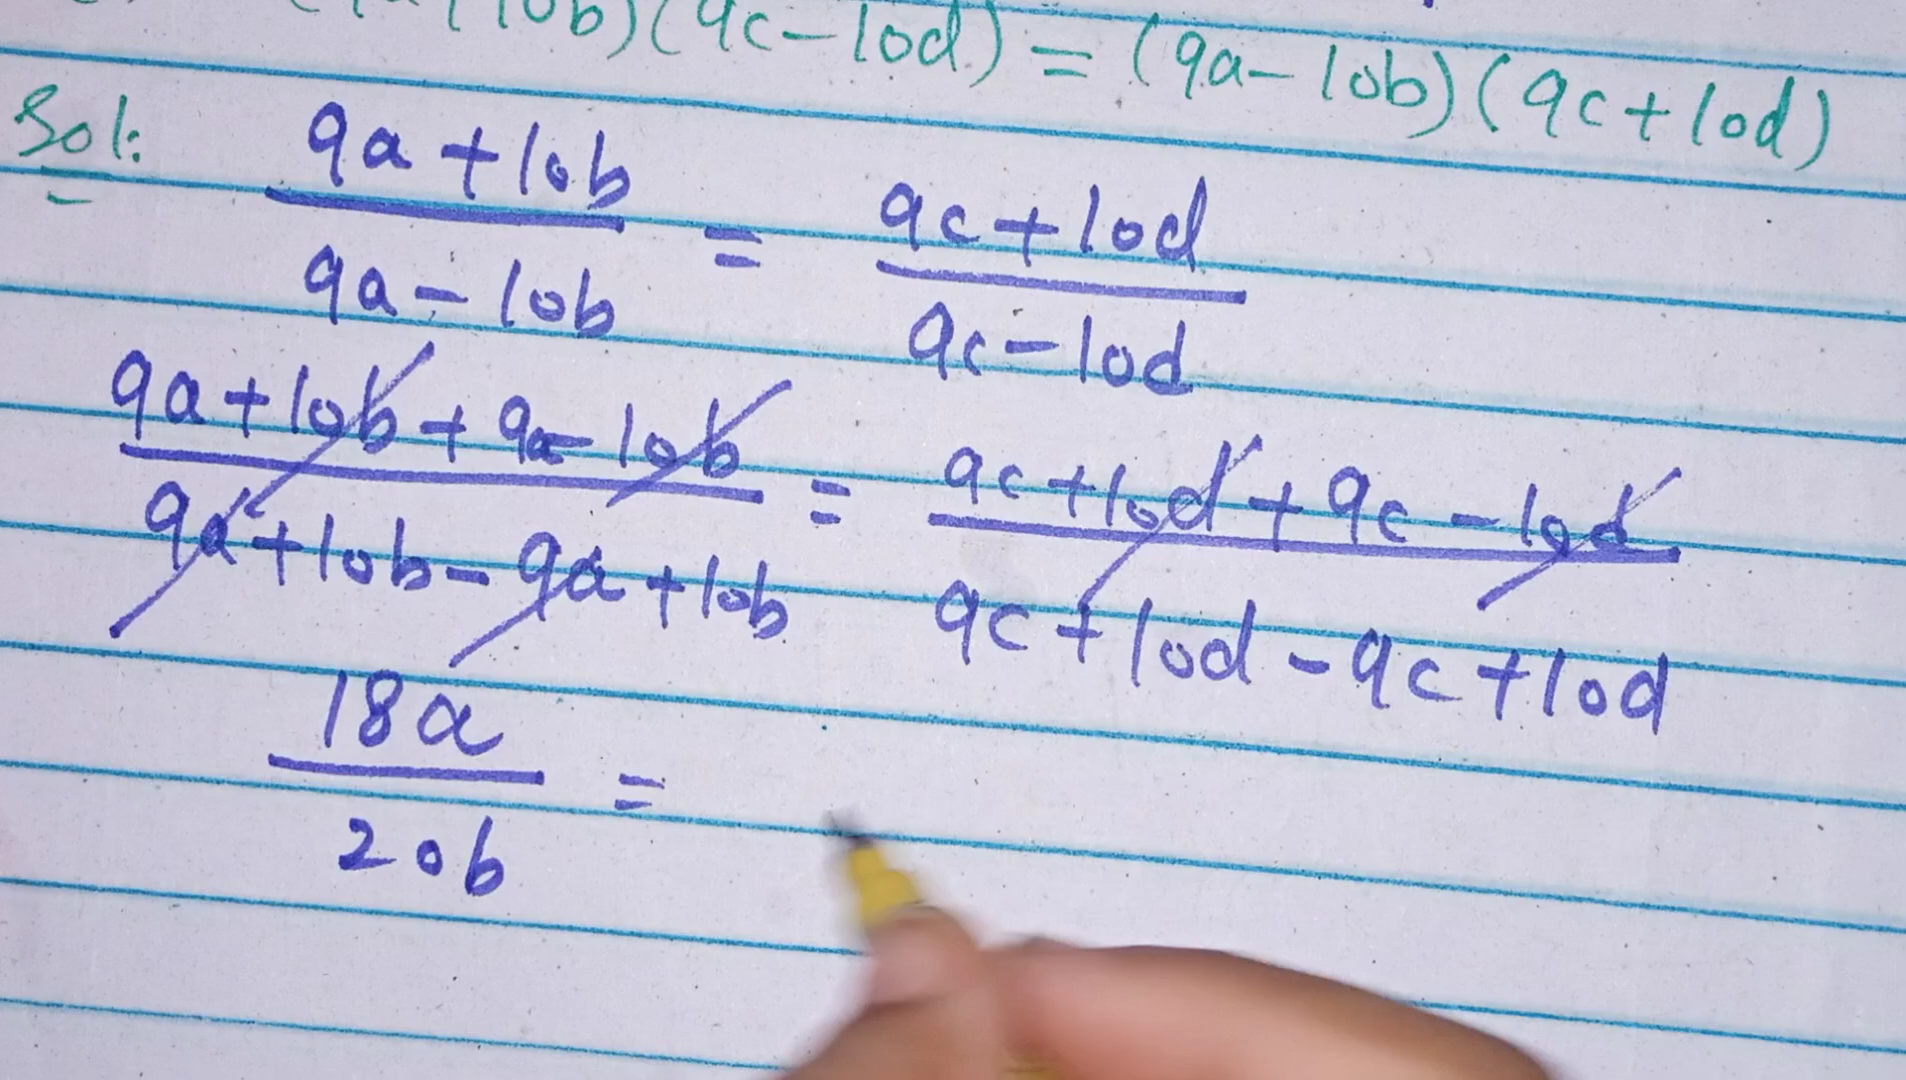 +10b)(9c-10d) = (9a-10b)(9c+10d)
Sol:
9a+10b/9a-10b = 9c+10d/9c-10d
9a+10b+9a-10b/9a+10b-9a+10b = 9c+10d+9c-10d/9c+10d-9c+10d
18a/20b =